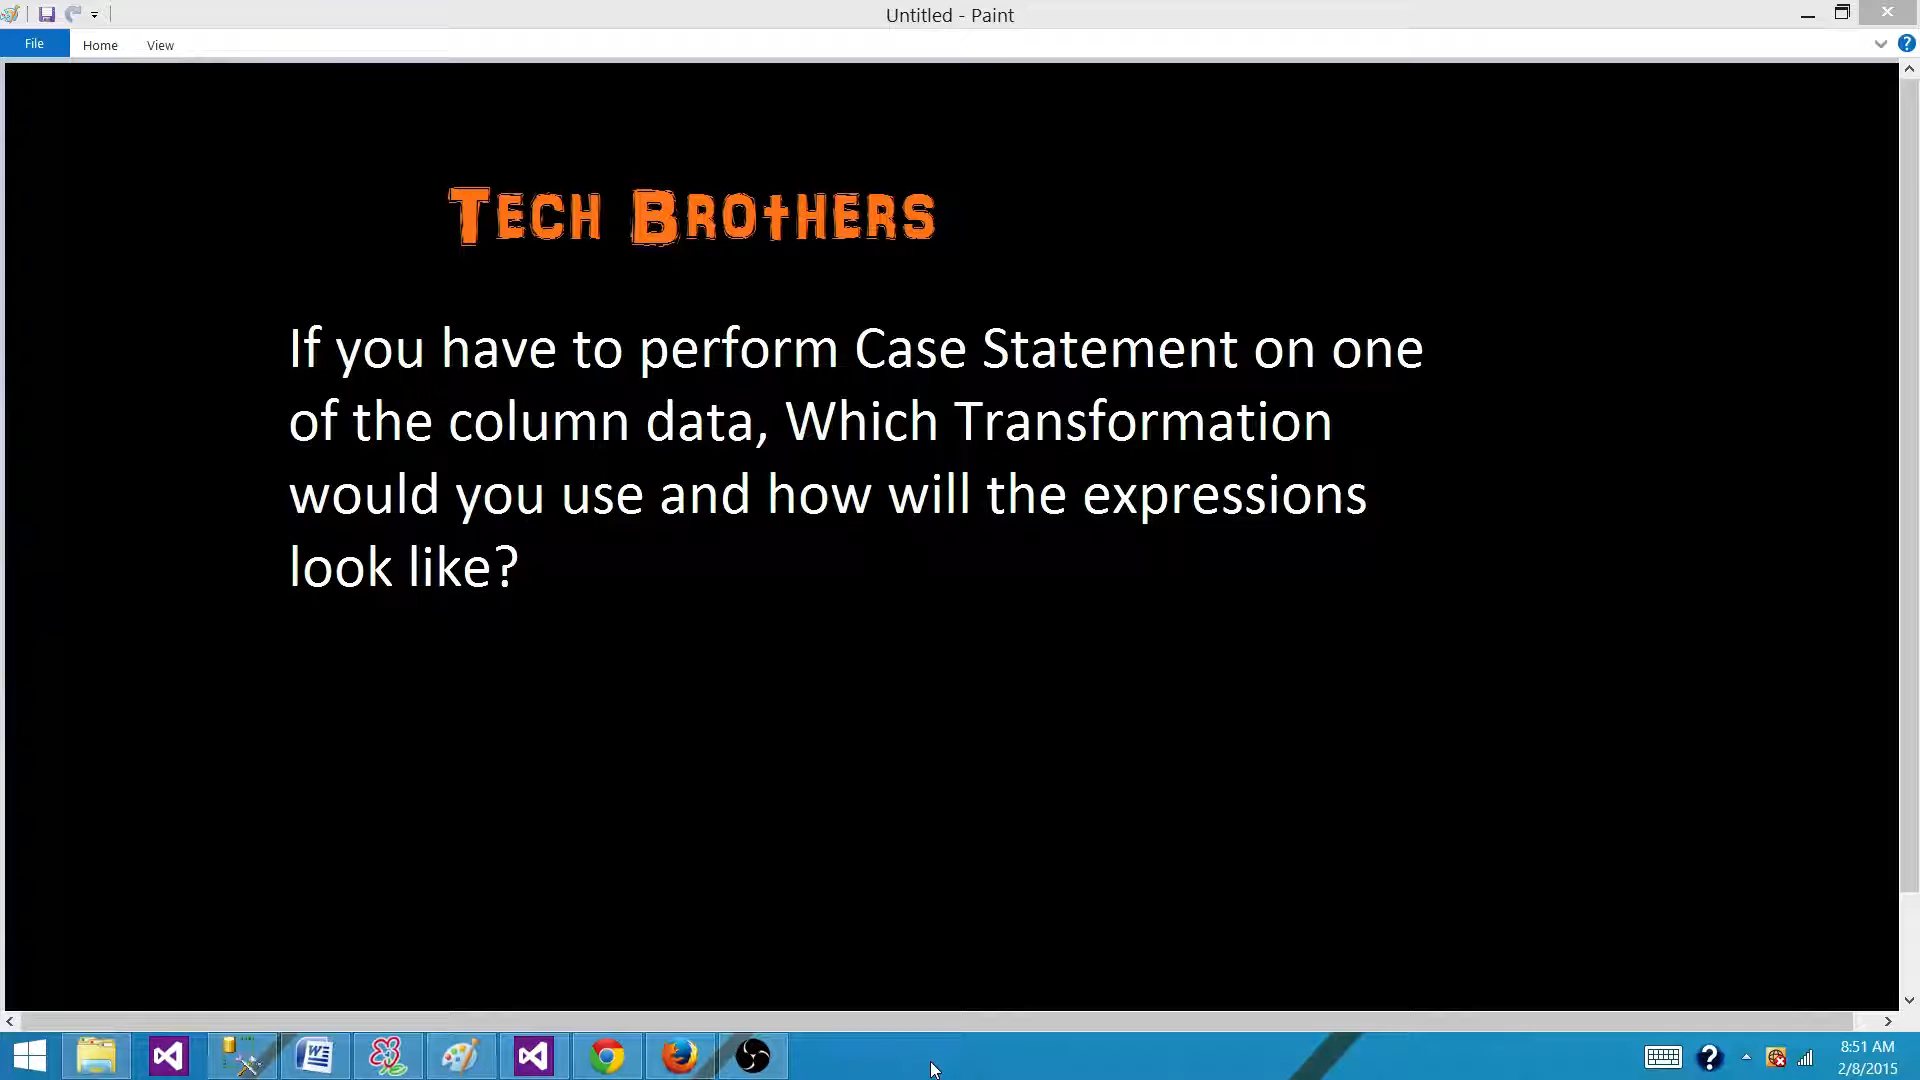 Untitled - Paint
File
Home
View
Tech Brothers
If you have to perform Case Statement on one
of the column data, Which Transformation
would you use and how will the expressions
look like?
8:51 AM
2/8/2015